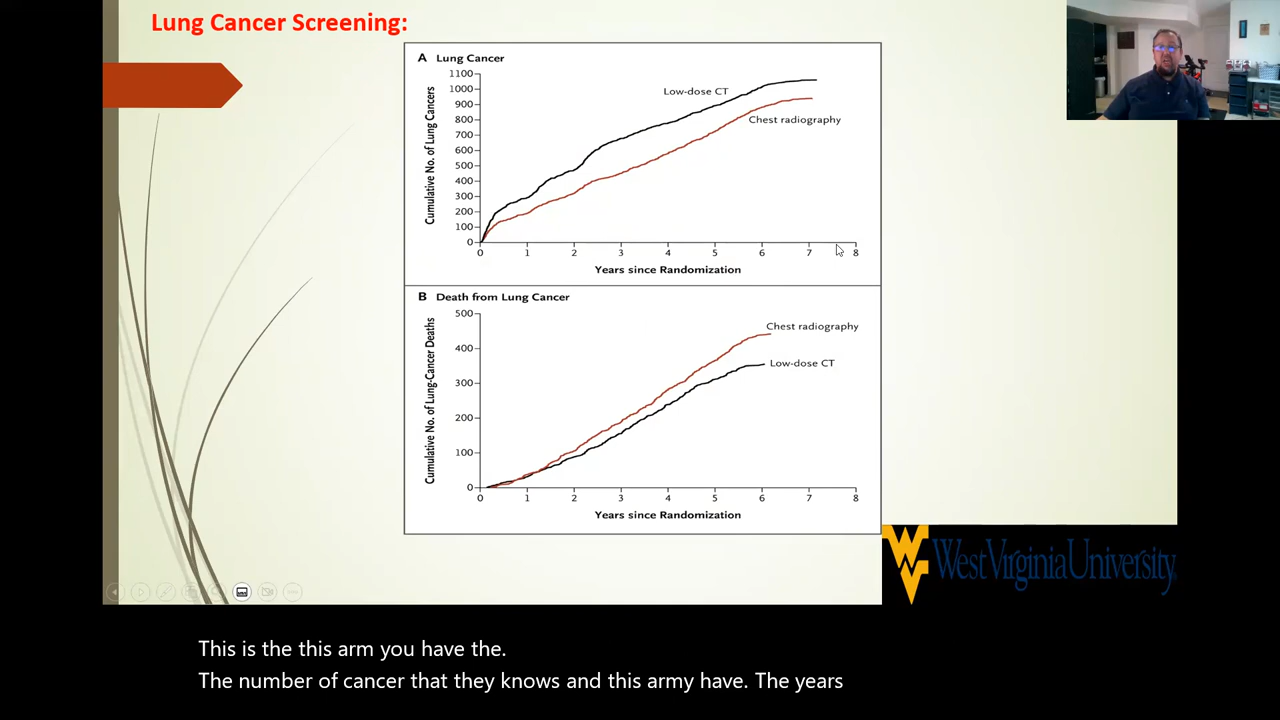 Lung Cancer Screening:
A Lung Cancer
Cumulative No. of Lung Cancers
1100
1000
900
800
700
600
500
400
300
200
100
0
Low-dose CT
Chest radiography
0 1 2 3 4 5 6 7 8
Years since Randomization
B Death from Lung Cancer
Cumulative No. of Lung-Cancer Deaths
500
400
300
200
100
0
Chest radiography
Low-dose CT
0 1 2 3 4 5 6 7 8
Years since Randomization
WestVirginiaUniversity
This is the this arm you have the.
The number of cancer that they knows and this army have. The years